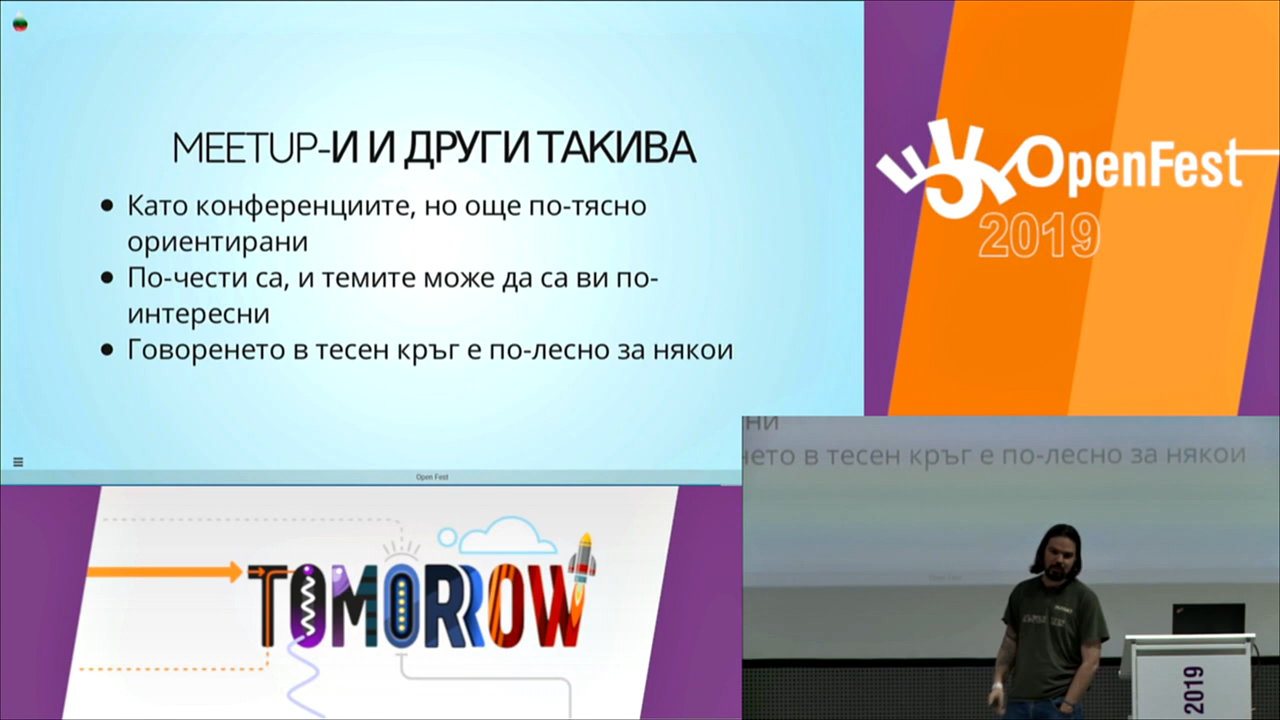 MEETUP-И И ДРУГИ ТАКИВА
Като конференциите, но още по-тясно
ориентирани
По-чести са, и темите може да са ви по-
интересни
Говоренето в тесен кръг е по-лесно за някои
Open Fest
OpenFest
2019
TOMORROW
ни
нето в тесен кръг е по-лесно за някои
2019